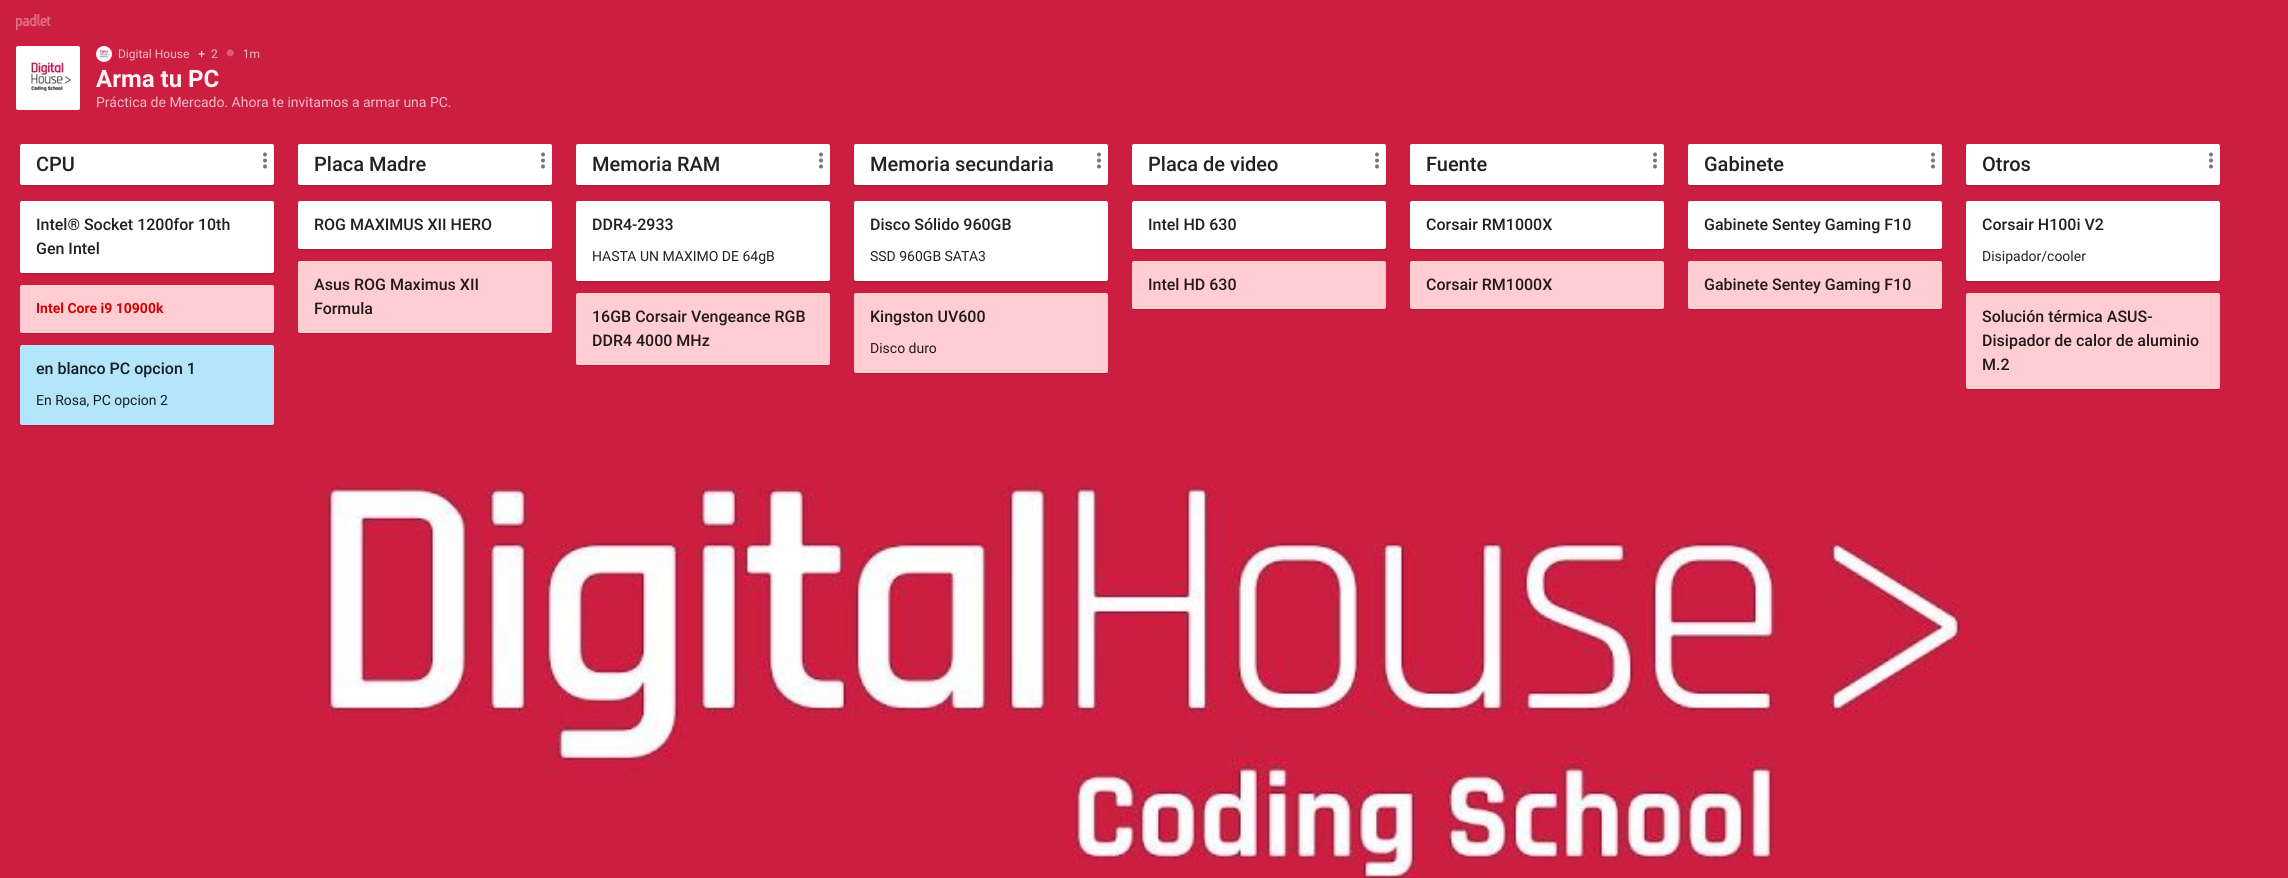 padlet
Digital House + 2 • 1m
Digital
House>
Coding School
Arma tu PC
Práctica de Mercado. Ahora te invitamos a armar una PC.
CPU
Intel® Socket 1200for 10th
Gen Intel
Intel Core i9 10900k
en blanco PC opcion 1
En Rosa, PC opcion 2
Placa Madre
ROG MAXIMUS XII HERO
Asus ROG Maximus XII
Formula
Memoria RAM
DDR4-2933
HASTA UN MAXIMO DE 64gB
16GB Corsair Vengeance RGB
DDR4 4000 MHz
Memoria secundaria
Disco Sólido 960GB
SSD 960GB SATA3
Kingston UV600
Disco duro
Placa de video
Intel HD 630
Intel HD 630
Fuente
Corsair RM1000X
Corsair RM1000X
Gabinete
Gabinete Sentey Gaming F10
Gabinete Sentey Gaming F10
Otros
Corsair H100i V2
Disipador/cooler
Solución térmica ASUS-
Disipador de calor de aluminio
M.2
DigitalHouse>
Coding School